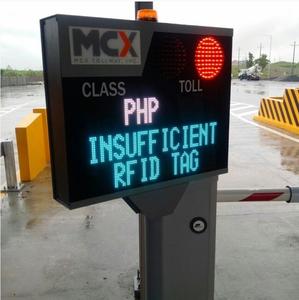 MCX
MCX TOLLWAY, INC.
CLASS TOLL
PHP
INSUFFICIENT
RFID TAG